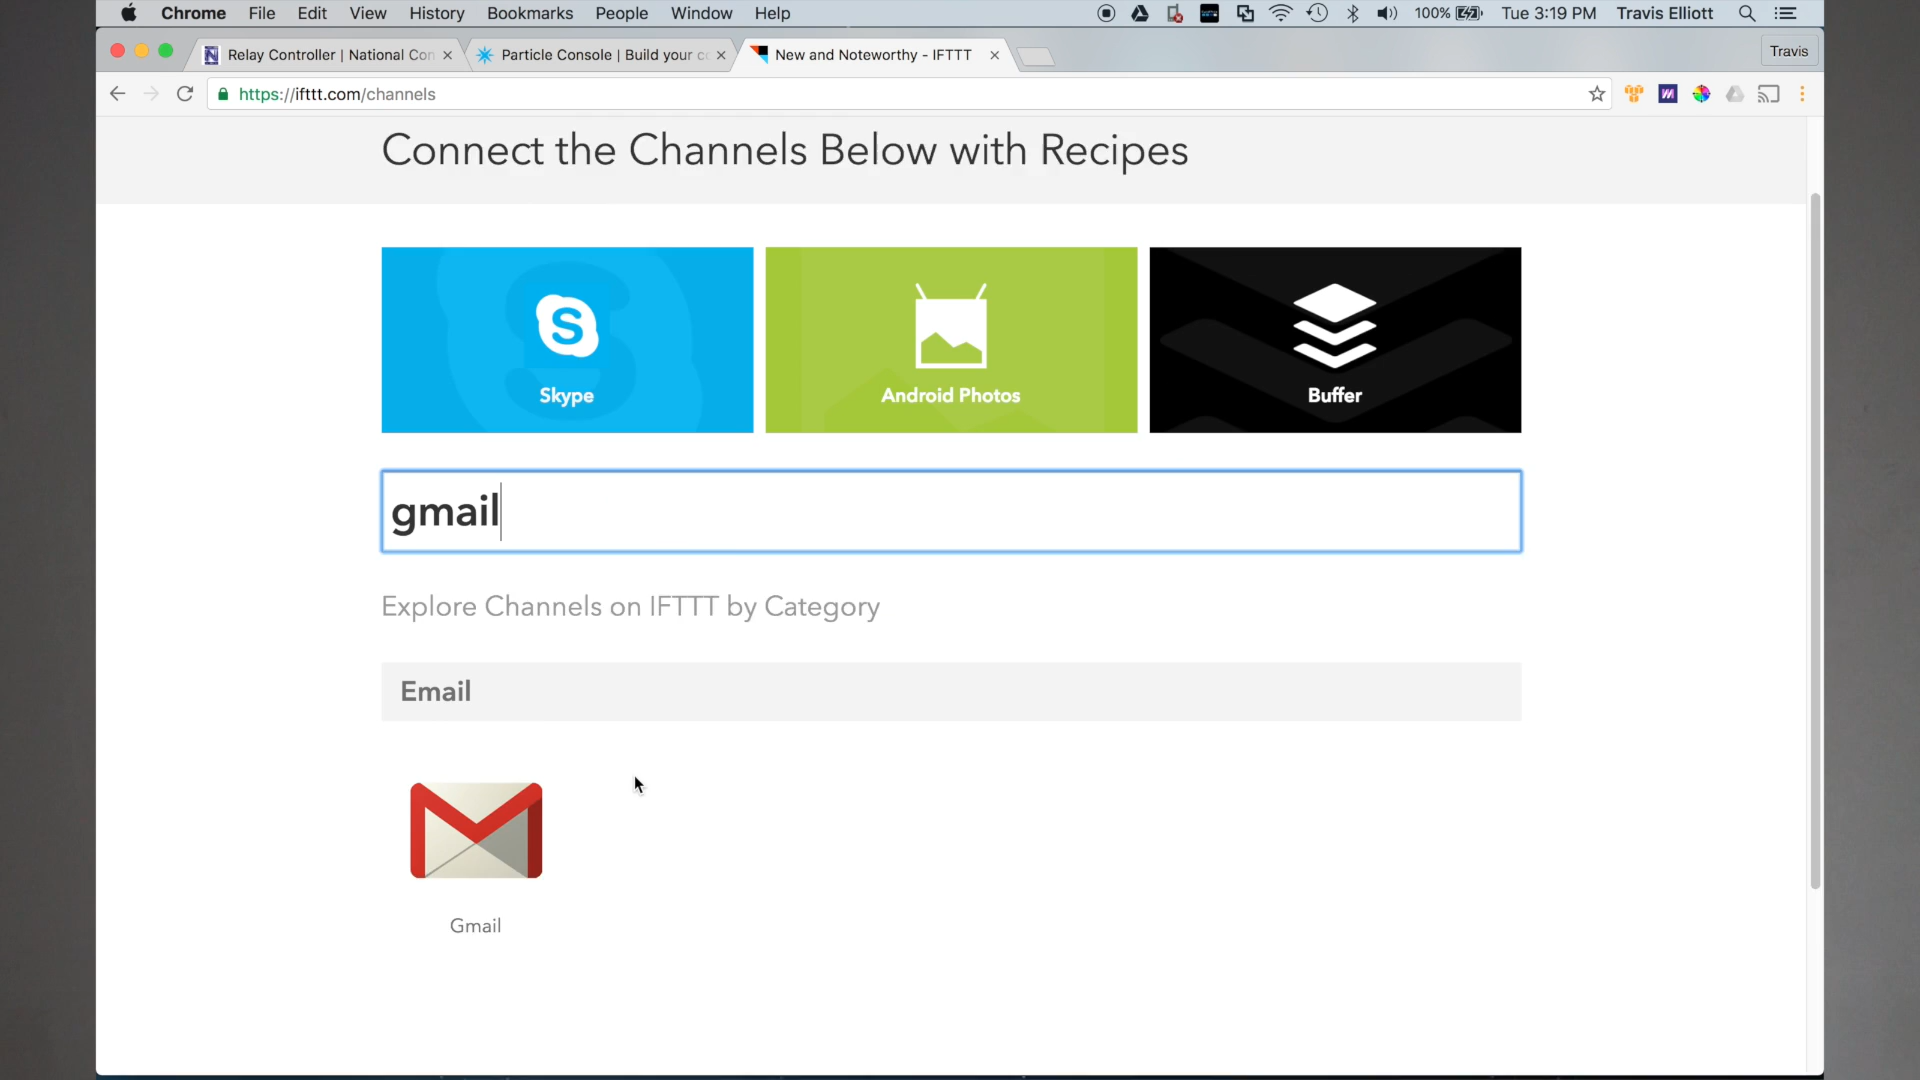 Chrome File Edit View History Bookmarks People Window Help 100% Tue 3:19 PM Travis Elliott
Relay Controller | National Con Particle Console | Build your c New and Noteworthy - IFTTT Travis
https://ifttt.com/channels
Connect the Channels Below with Recipes
Skype
Android Photos
Buffer
gmail
Explore Channels on IFTTT by Category
Email
Gmail